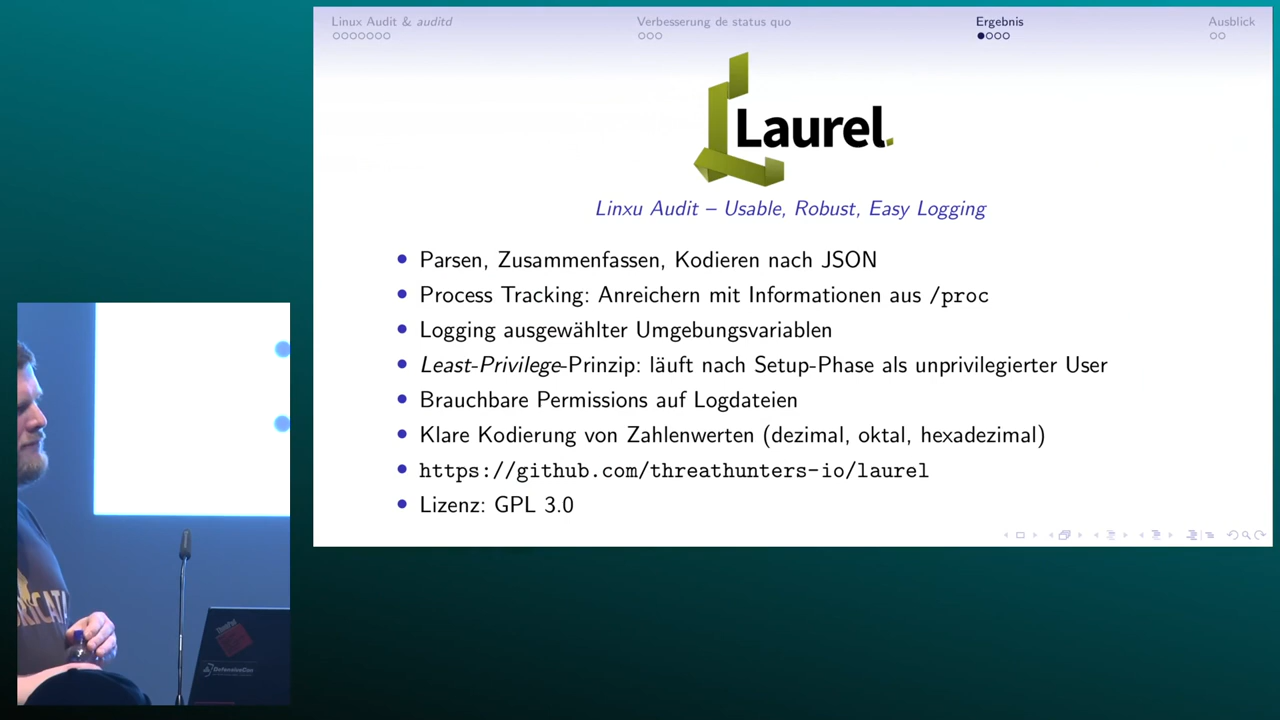 Linux Audit & auditd
Verbesserung de status quo
Ergebnis
Ausblick
Laurel.
Linxu Audit – Usable, Robust, Easy Logging
Parsen, Zusammenfassen, Kodieren nach JSON
Process Tracking: Anreichern mit Informationen aus /proc
Logging ausgewählter Umgebungsvariablen
Least-Privilege-Prinzip: läuft nach Setup-Phase als unprivilegierter User
Brauchbare Permissions auf Logdateien
Klare Kodierung von Zahlenwerten (dezimal, oktal, hexadezimal)
https://github.com/threathunters-io/laurel
Lizenz: GPL 3.0
RICATA
ThinkPad
DefensiveCon